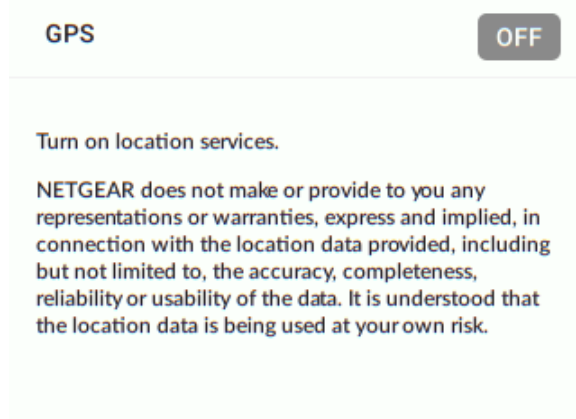 GPS
OFF
Turn on location services.
NETGEAR does not make or provide to you any
representations or warranties, express and implied, in
connection with the location data provided, including
but not limited to, the accuracy, completeness,
reliability or usability of the data. It is understood that
the location data is being used at your own risk.